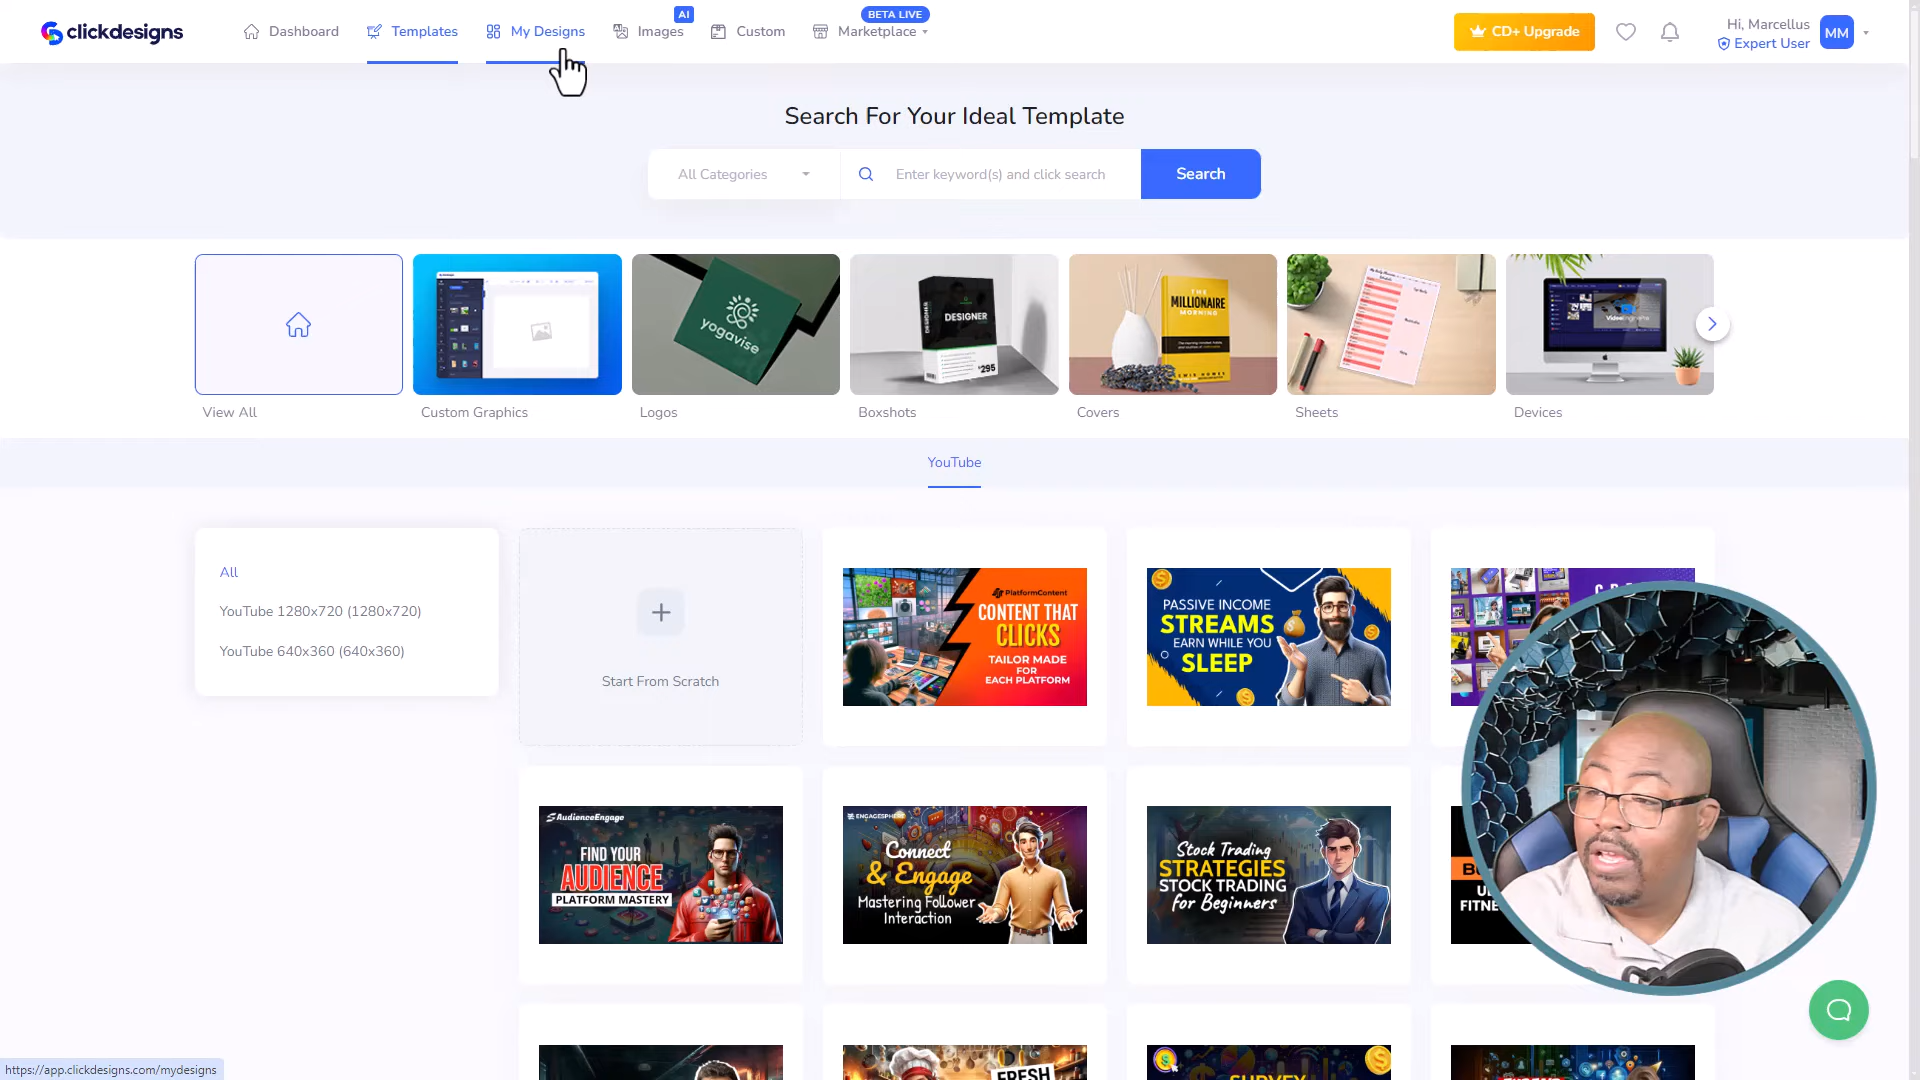 clickdesigns
Dashboard
Templates
My Designs
AI
Images
Custom
BETA LIVE
Marketplace
CD+ Upgrade
Hi, Marcellus
Expert User
MM
Search For Your Ideal Template
All Categories
Enter keyword(s) and click search
Search
yogavise
DESIGNER
DESIGNER
$295
THE
MILLIONAIRE
MORNING
View All
Custom Graphics
Logos
Boxshots
Covers
Sheets
Devices
YouTube
All
YouTube 1280x720 (1280x720)
YouTube 640x360 (640x360)
Start From Scratch
PlatformContent
CONTENT THAT
CLICKS
TAILOR MADE
FOR
EACH PLATFORM
PASSIVE INCOME
STREAMS
EARN WHILE YOU
SLEEP
AudienceEngage
FIND YOUR
AUDIENCE
PLATFORM MASTERY
ENGAGESPHERE
Connect
& Engage
Mastering Follower
Interaction
Stock Trading
STRATEGIES
STOCK TRADING
for Beginners
FRESH
SURVEY
https://app.clickdesigns.com/mydesigns